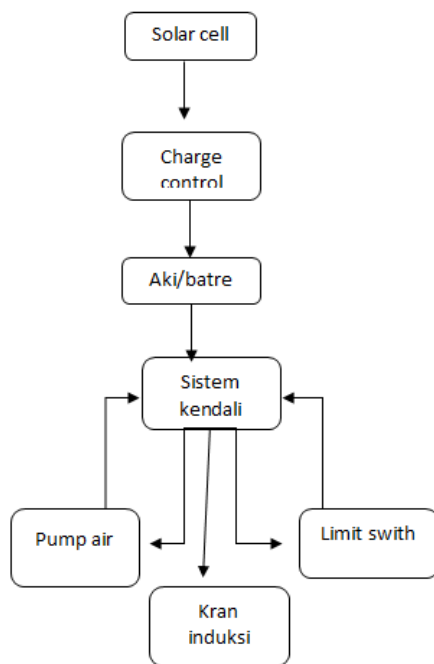 Solar cell
Charge
control
Aki/batre
Sistem
kendali
Pump air
Limit swith
Kran
induksi